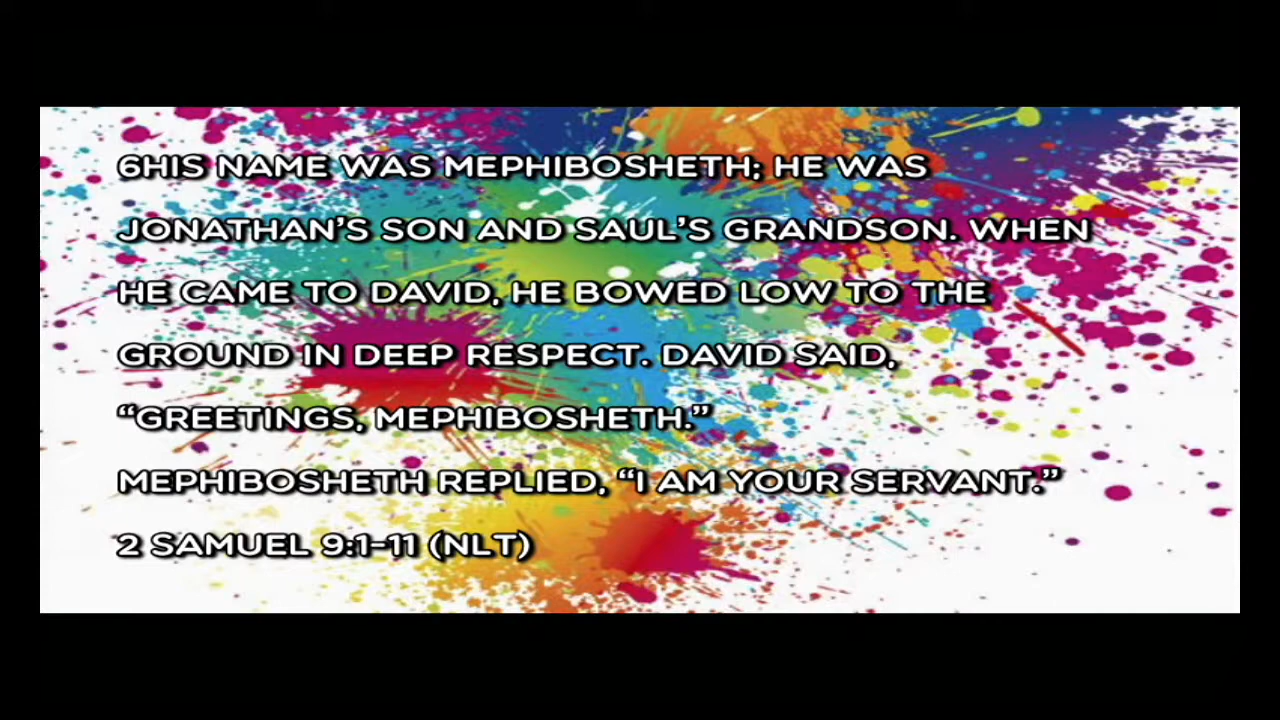 6HIS NAME WAS MEPHIBOSHETH; HE WAS
JONATHAN’S SON AND SAUL’S GRANDSON. WHEN
HE CAME TO DAVID, HE BOWED LOW TO THE
GROUND IN DEEP RESPECT. DAVID SAID,
“GREETINGS, MEPHIBOSHETH.”
MEPHIBOSHETH REPLIED, “I AM YOUR SERVANT.”
2 SAMUEL 9:1-11 (NLT)